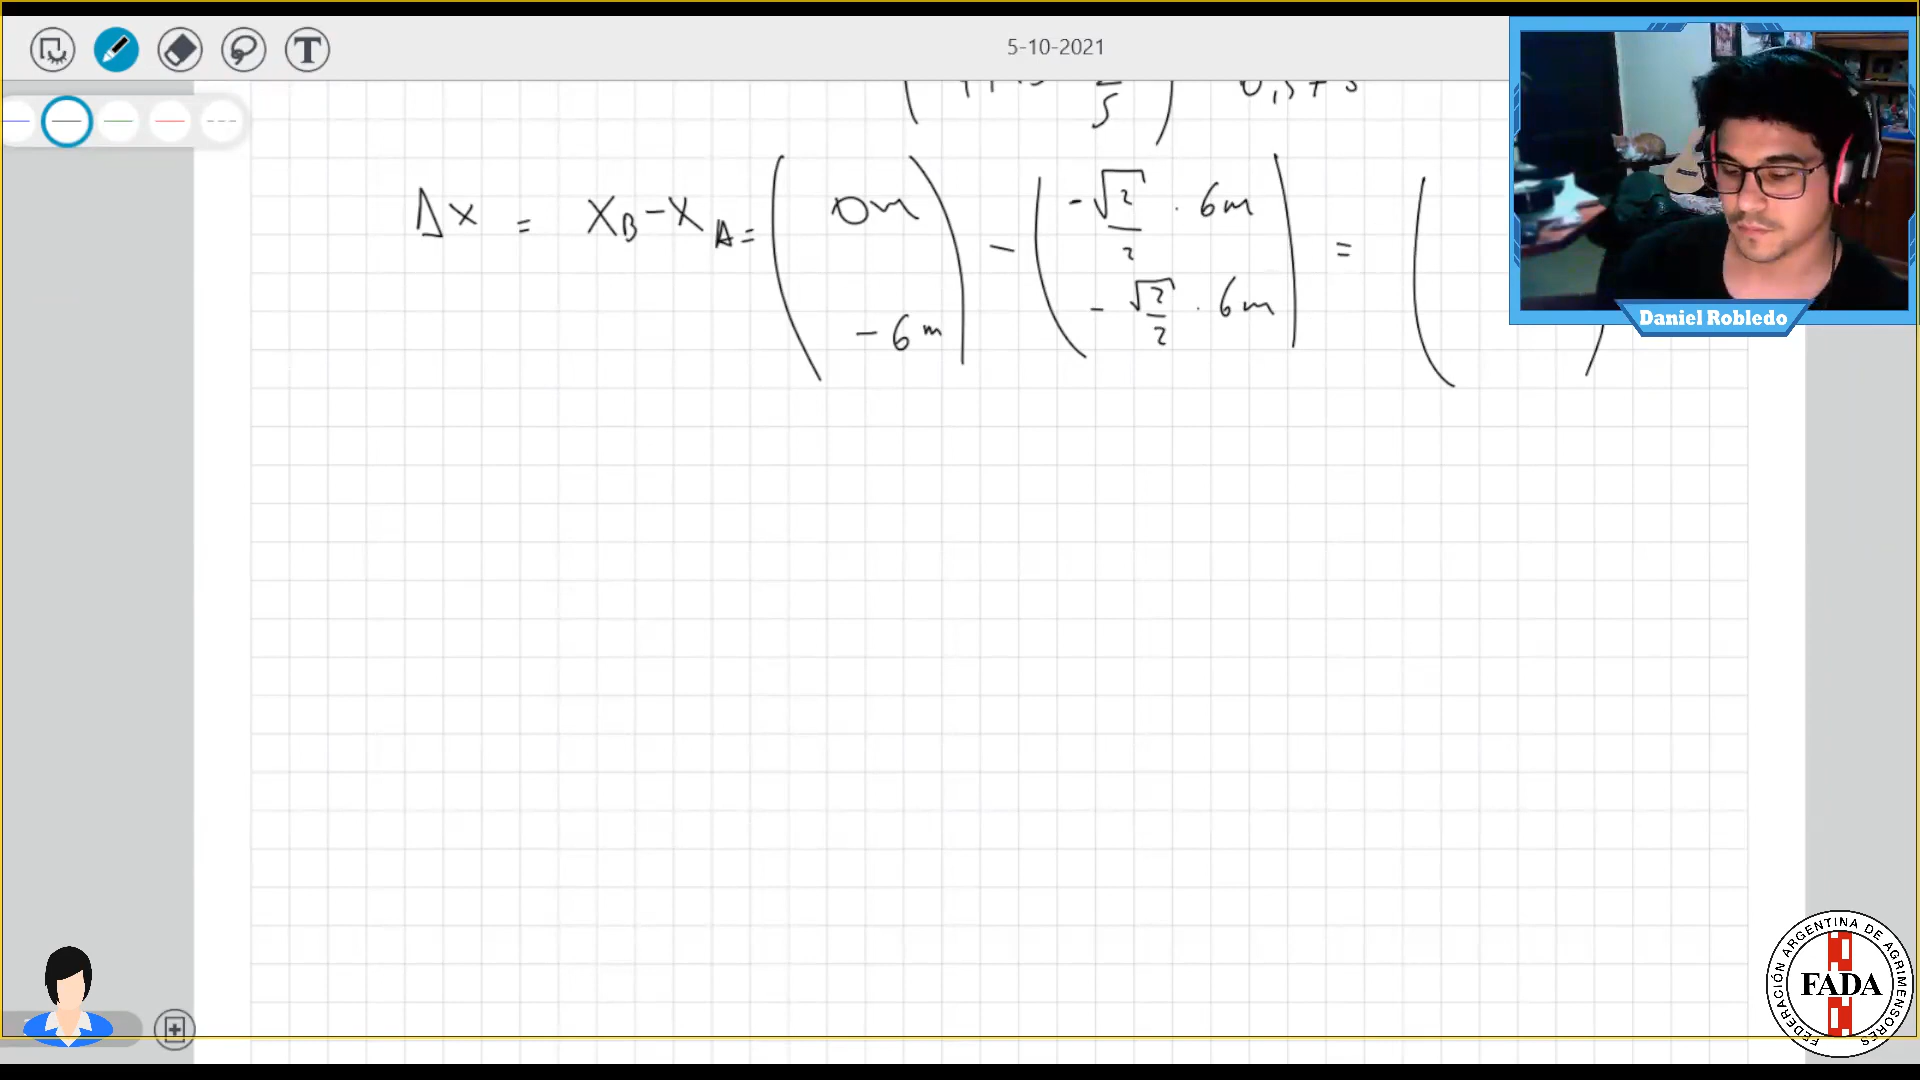 T
5-10-2021
5
Δx = X_B - X_A = ( 0m -6m ) - ( -√2/2 · 6m -√2/2 · 6m ) = (
Daniel Robledo
FEDERACIÓN ARGENTINA DE AGRIMENSORES
FADA